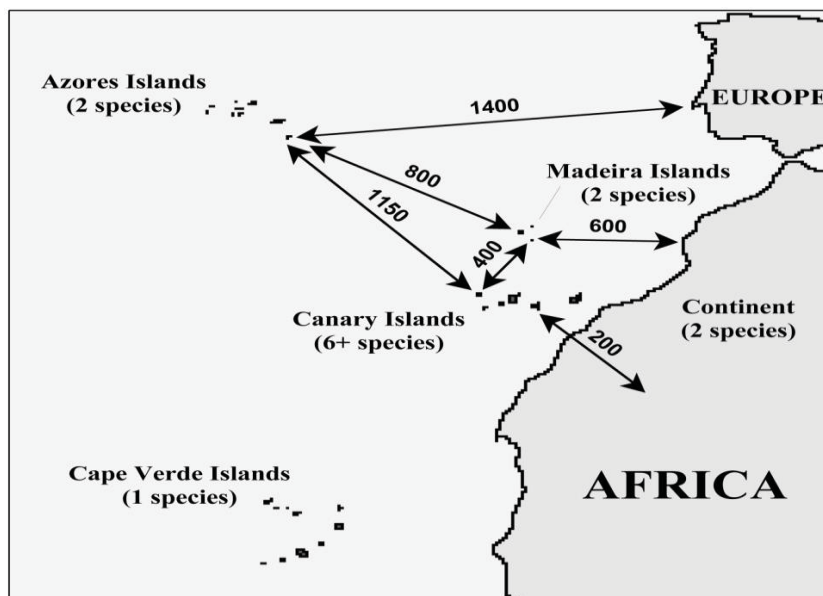 Azores Islands
(2 species)
1400
EUROPE
800
Madeira Islands
(2 species)
1150
600
400
Continent
(2 species)
Canary Islands
(6+ species)
200
Cape Verde Islands
(1 species)
AFRICA